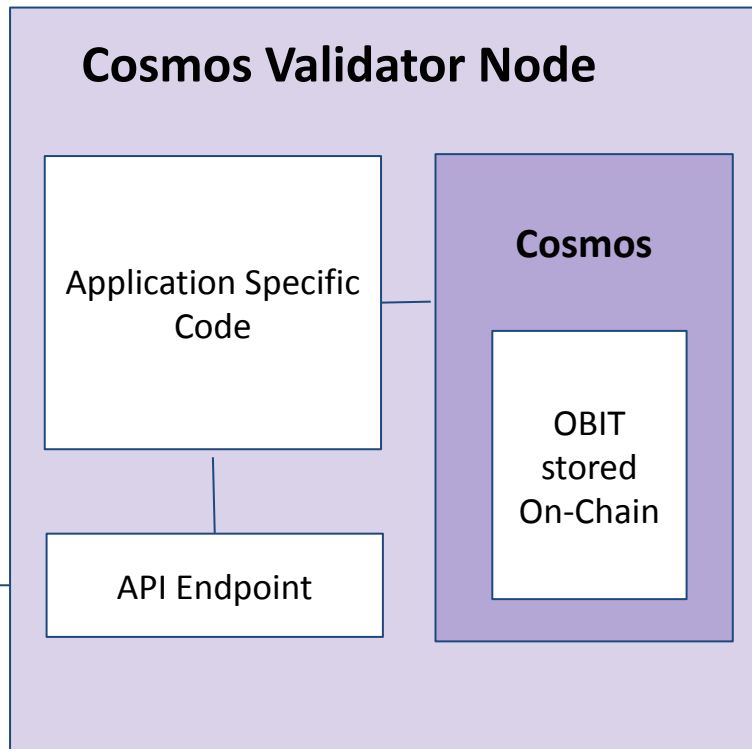 Cosmos Validator Node
Application Specific
Code
Cosmos
OBIT
stored
On-Chain
API Endpoint